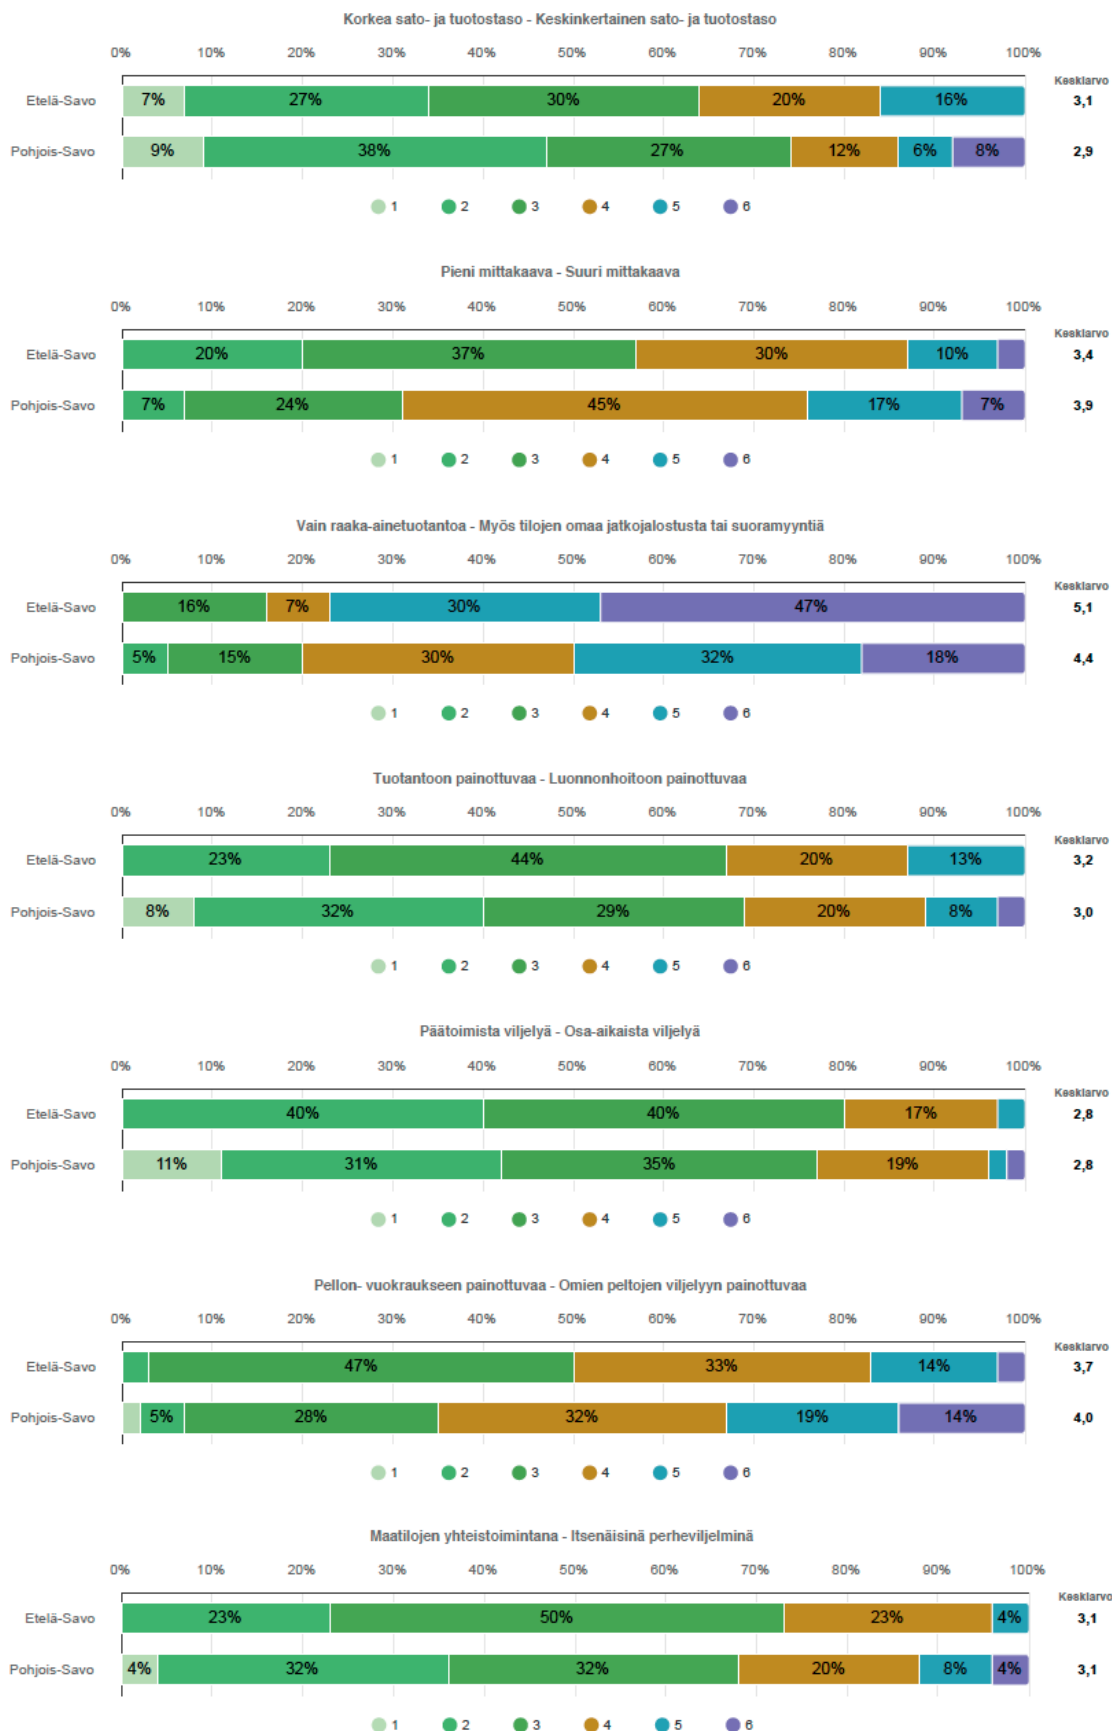 Korkea sato- ja tuotostaso - Keskinkertainen sato- ja tuotostaso
0% 10% 20% 30% 40% 50% 60% 70% 80% 90% 100%
Keskiarvo
Etelä-Savo 7% 27% 30% 20% 16% 3,1
Pohjois-Savo 9% 38% 27% 12% 6% 8% 2,9
1 2 3 4 5 6
Pieni mittakaava - Suuri mittakaava
0% 10% 20% 30% 40% 50% 60% 70% 80% 90% 100%
Keskiarvo
Etelä-Savo 20% 37% 30% 10% 3,4
Pohjois-Savo 7% 24% 45% 17% 7% 3,9
1 2 3 4 5 6
Vain raaka-ainetuotantoa - Myös tilojen omaa jatkojalostusta tai suoramyyntiä
0% 10% 20% 30% 40% 50% 60% 70% 80% 90% 100%
Keskiarvo
Etelä-Savo 16% 7% 30% 47% 5,1
Pohjois-Savo 5% 15% 30% 32% 18% 4,4
1 2 3 4 5 6
Tuotantoon painottuvaa - Luonnonhoitoon painottuvaa
0% 10% 20% 30% 40% 50% 60% 70% 80% 90% 100%
Keskiarvo
Etelä-Savo 23% 44% 20% 13% 3,2
Pohjois-Savo 8% 32% 29% 20% 8% 3,0
1 2 3 4 5 6
Päätoimista viljelyä - Osa-aikaista viljelyä
0% 10% 20% 30% 40% 50% 60% 70% 80% 90% 100%
Keskiarvo
Etelä-Savo 40% 40% 17% 2,8
Pohjois-Savo 11% 31% 35% 19% 2,8
1 2 3 4 5 6
Pellon- vuokraukseen painottuvaa - Omien peltojen viljelyyn painottuvaa
0% 10% 20% 30% 40% 50% 60% 70% 80% 90% 100%
Keskiarvo
Etelä-Savo 47% 33% 14% 3,7
Pohjois-Savo 5% 28% 32% 19% 14% 4,0
1 2 3 4 5 6
Maatilojen yhteistoimintana - Itsenäisinä perheviljelminä
0% 10% 20% 30% 40% 50% 60% 70% 80% 90% 100%
Keskiarvo
Etelä-Savo 23% 50% 23% 4% 3,1
Pohjois-Savo 4% 32% 32% 20% 8% 4% 3,1
1 2 3 4 5 6